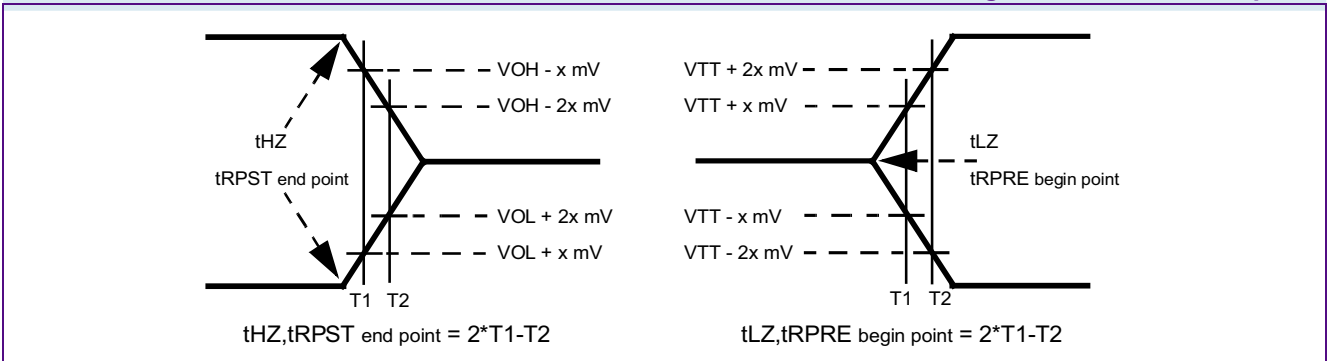 VOH - x mV
VOH - 2x mV
tHZ
tRPST end point
VOL + 2x mV
VOL + x mV
T1 T2
tHZ,tRPST end point = 2*T1-T2
VTT + 2x mV
VTT + x mV
tLZ
tRPRE begin point
VTT - x mV
VTT - 2x mV
T1 T2
tLZ,tRPRE begin point = 2*T1-T2